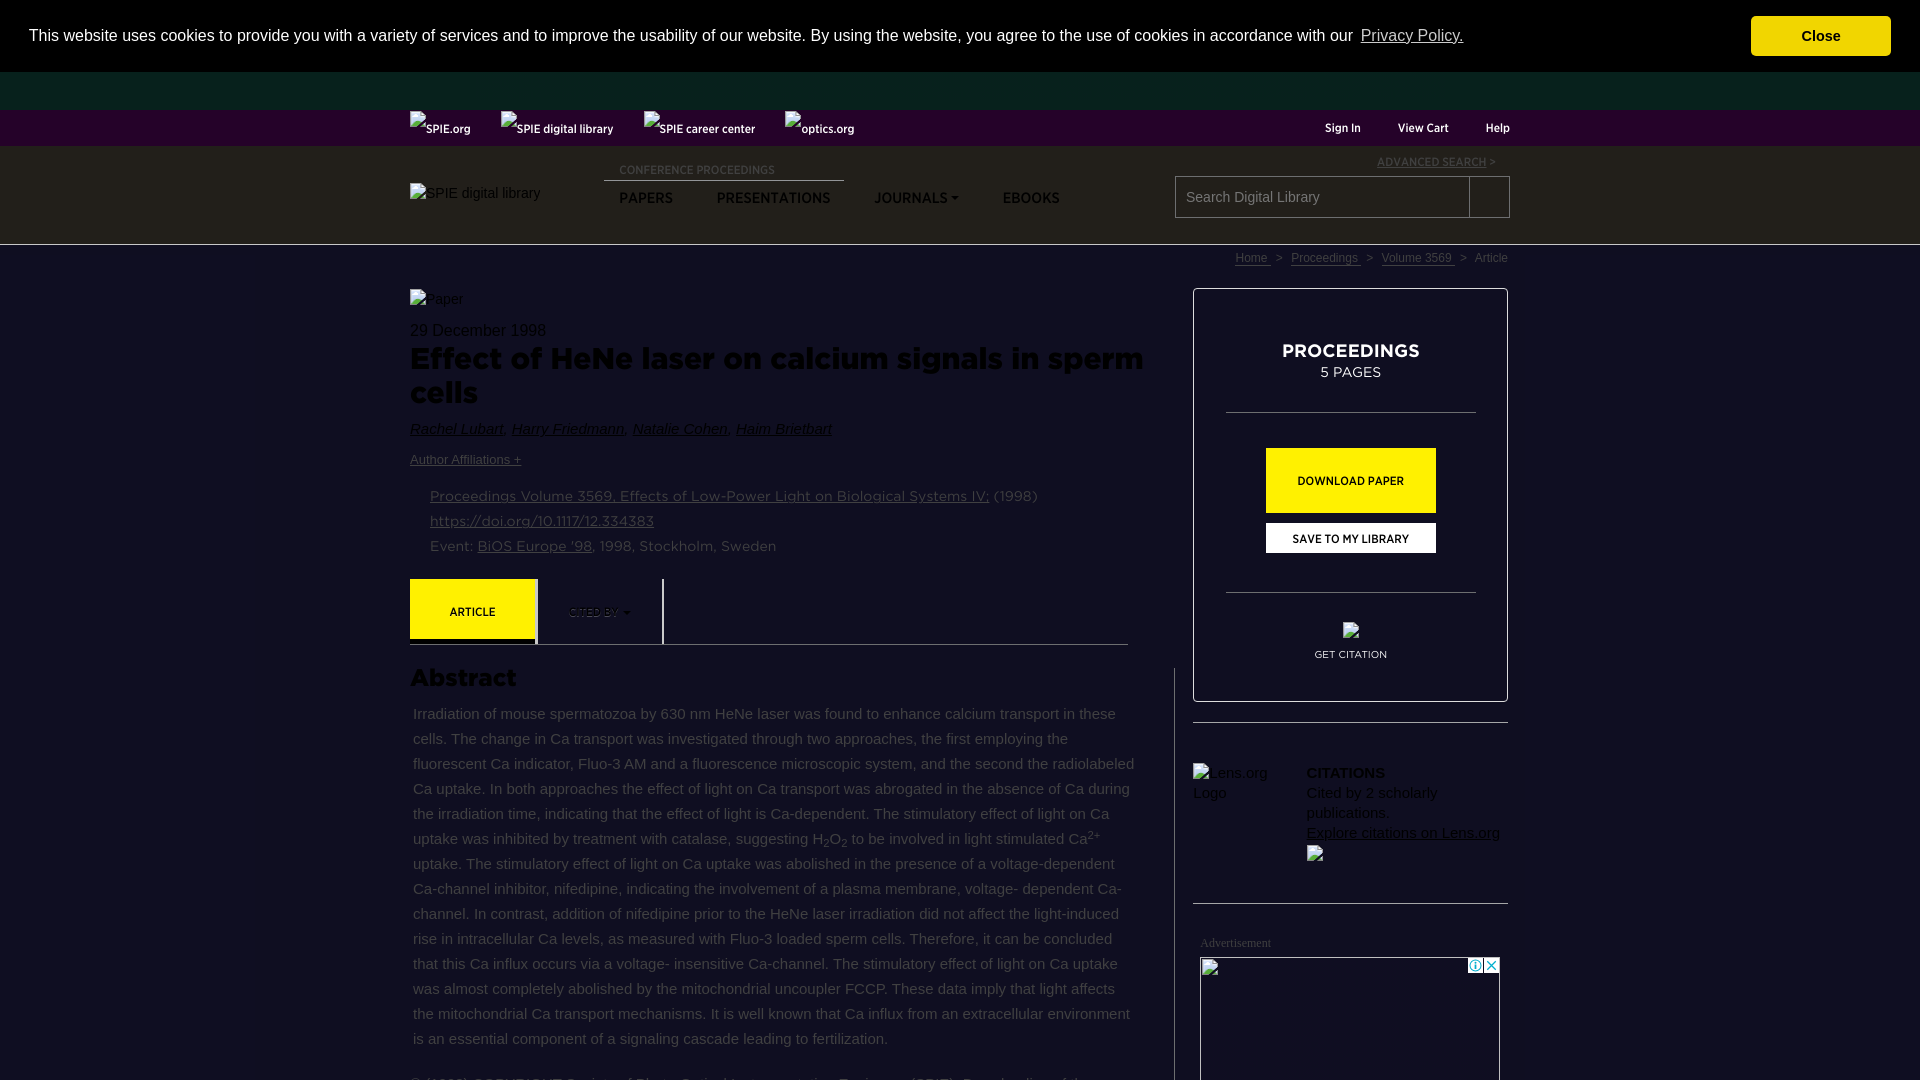 This website uses cookies to provide you with a variety of services and to improve the usability of our website. By using the website, you agree to the use of cookies in accordance with our Privacy Policy.
Close
SPIE.org
SPIE digital library
SPIE career center
optics.org
Sign In
View Cart
Help
ADVANCED SEARCH >
CONFERENCE PROCEEDINGS
SPIE digital library
PAPERS
PRESENTATIONS
JOURNALS
EBOOKS
Search Digital Library
Home > Proceedings > Volume 3569 > Article
Paper
29 December 1998
Effect of HeNe laser on calcium signals in sperm
cells
Rachel Lubart, Harry Friedmann, Natalie Cohen, Haim Brietbart
Author Affiliations +
Proceedings Volume 3569, Effects of Low-Power Light on Biological Systems IV; (1998)
https://doi.org/10.1117/12.334383
Event: BiOS Europe '98, 1998, Stockholm, Sweden
ARTICLE
CITED BY
Abstract
Irradiation of mouse spermatozoa by 630 nm HeNe laser was found to enhance calcium transport in these
cells. The change in Ca transport was investigated through two approaches, the first employing the
fluorescent Ca indicator, Fluo-3 AM and a fluorescence microscopic system, and the second the radiolabeled
Ca uptake. In both approaches the effect of light on Ca transport was abrogated in the absence of Ca during
the irradiation time, indicating that the effect of light is Ca-dependent. The stimulatory effect of light on Ca
uptake was inhibited by treatment with catalase, suggesting H2O2 to be involved in light stimulated Ca2+
uptake. The stimulatory effect of light on Ca uptake was abolished in the presence of a voltage-dependent
Ca-channel inhibitor, nifedipine, indicating the involvement of a plasma membrane, voltage- dependent Ca-
channel. In contrast, addition of nifedipine prior to the HeNe laser irradiation did not affect the light-induced
rise in intracellular Ca levels, as measured with Fluo-3 loaded sperm cells. Therefore, it can be concluded
that this Ca influx occurs via a voltage- insensitive Ca-channel. The stimulatory effect of light on Ca uptake
was almost completely abolished by the mitochondrial uncoupler FCCP. These data imply that light affects
the mitochondrial Ca transport mechanisms. It is well known that Ca influx from an extracellular environment
is an essential component of a signaling cascade leading to fertilization.
PROCEEDINGS
5 PAGES
DOWNLOAD PAPER
SAVE TO MY LIBRARY
GET CITATION
Lens.org
Logo
CITATIONS
Cited by 2 scholarly
publications.
Explore citations on Lens.org
Advertisement